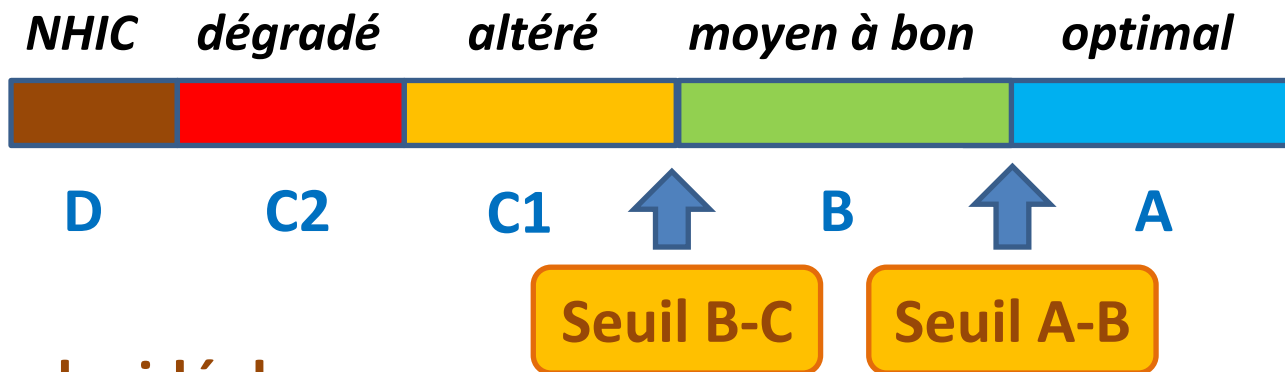 NHIC dégradé altéré moyen à bon optimal
D C2 C1 B A
Seuil B-C Seuil A-B